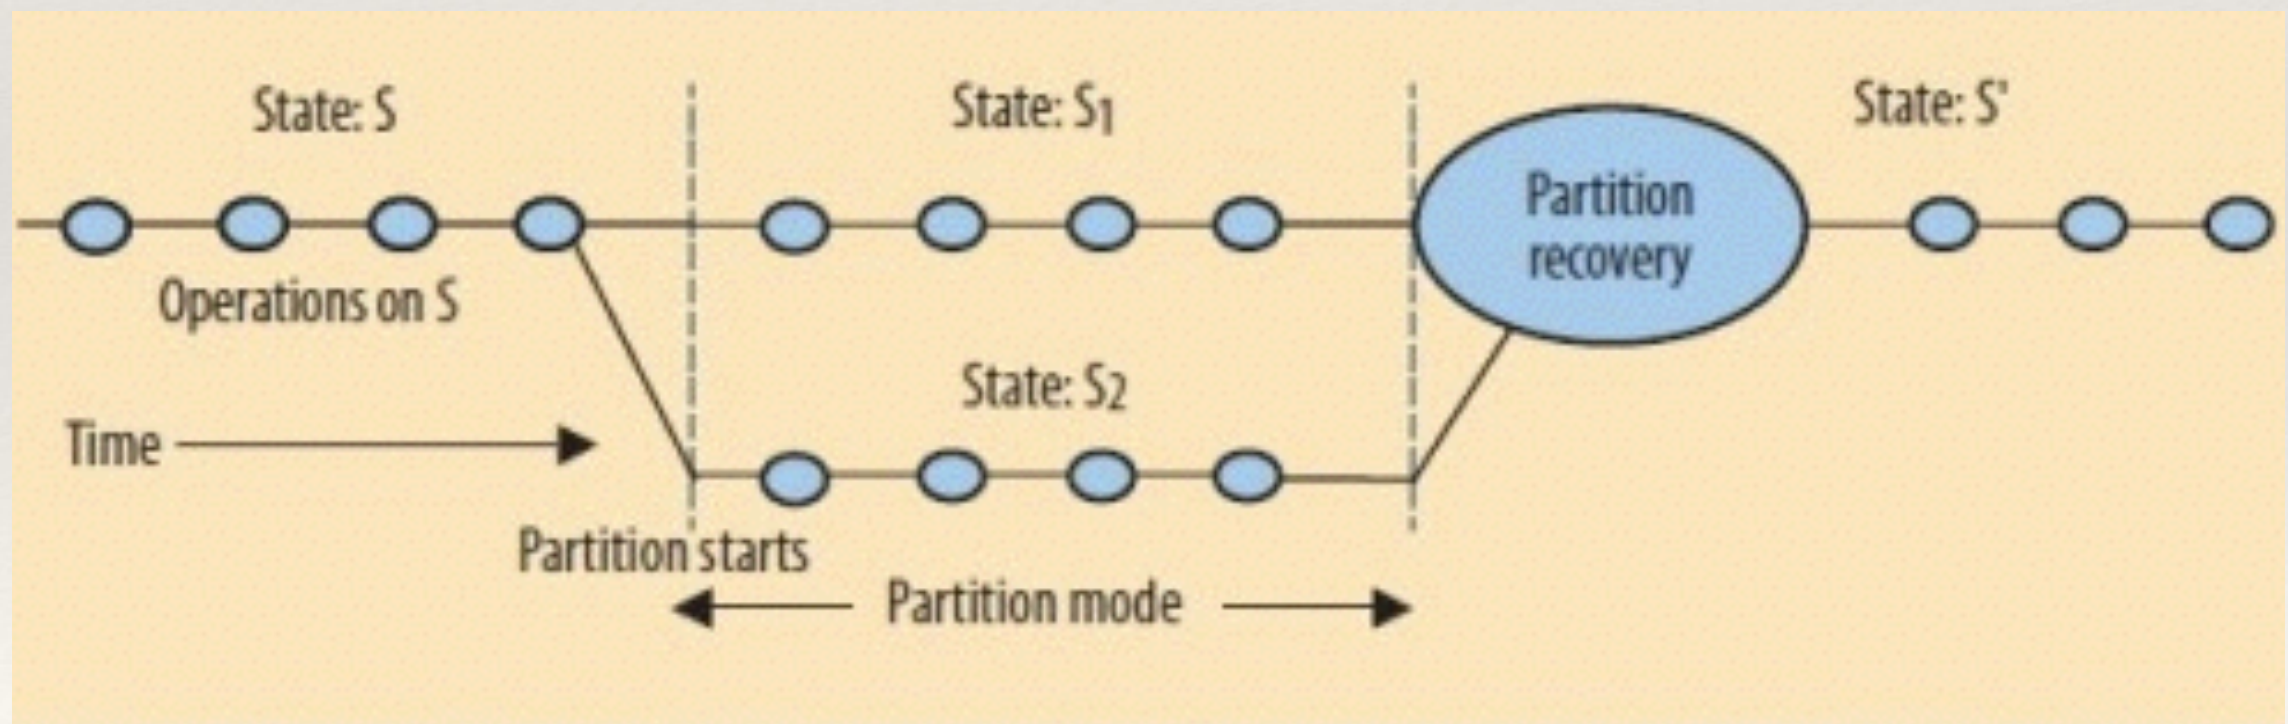 State: S
State: S1
State: S'
Partition
recovery
Operations on S
State: S2
Time
Partition starts
Partition mode